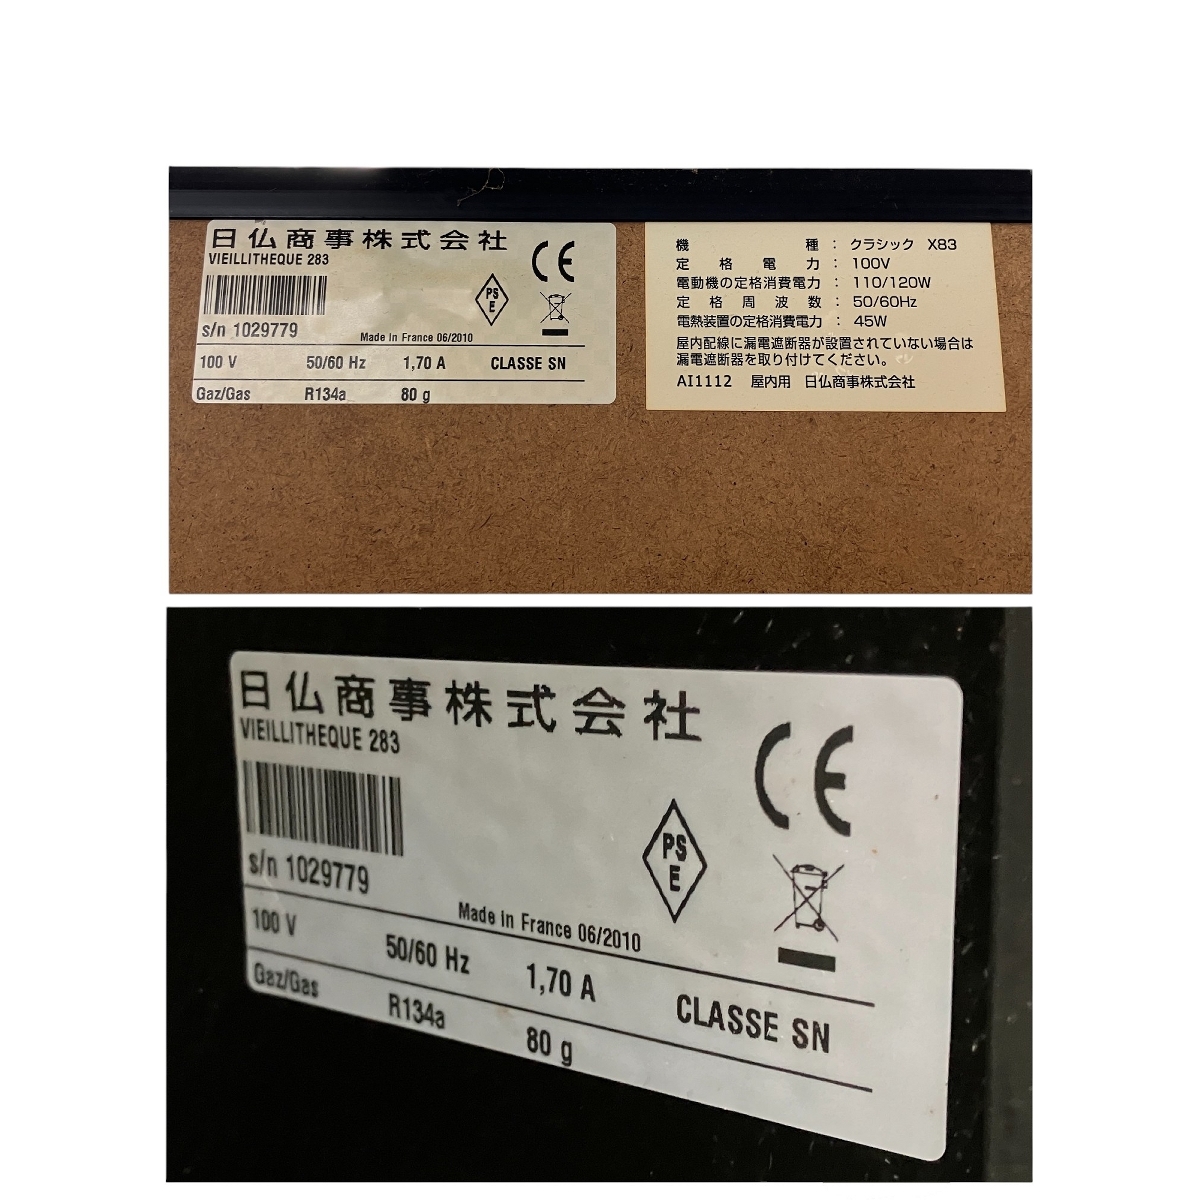 日仏商事株式会社
VIEILLITHEQUE 283
CE
PS
E
s/n 1029779
Made in France 06/2010
100 V 50/60 Hz 1,70 A CLASSE SN
Gaz/Gas R134a 80 g
機種：クラシック X83
定格電力：100V
電動機の定格消費電力：110/120W
定格周波数：50/60Hz
電熱装置の定格消費電力：45W
屋内配線に漏電遮断器が設置されていない場合は
漏電遮断器を取り付けてください。
AI1112 屋内用 日仏商事株式会社
日仏商事株式会社
VIEILLITHEQUE 283
CE
PS
E
s/n 1029779
Made in France 06/2010
100 V 50/60 Hz 1,70 A CLASSE SN
Gaz/Gas R134a 80 g